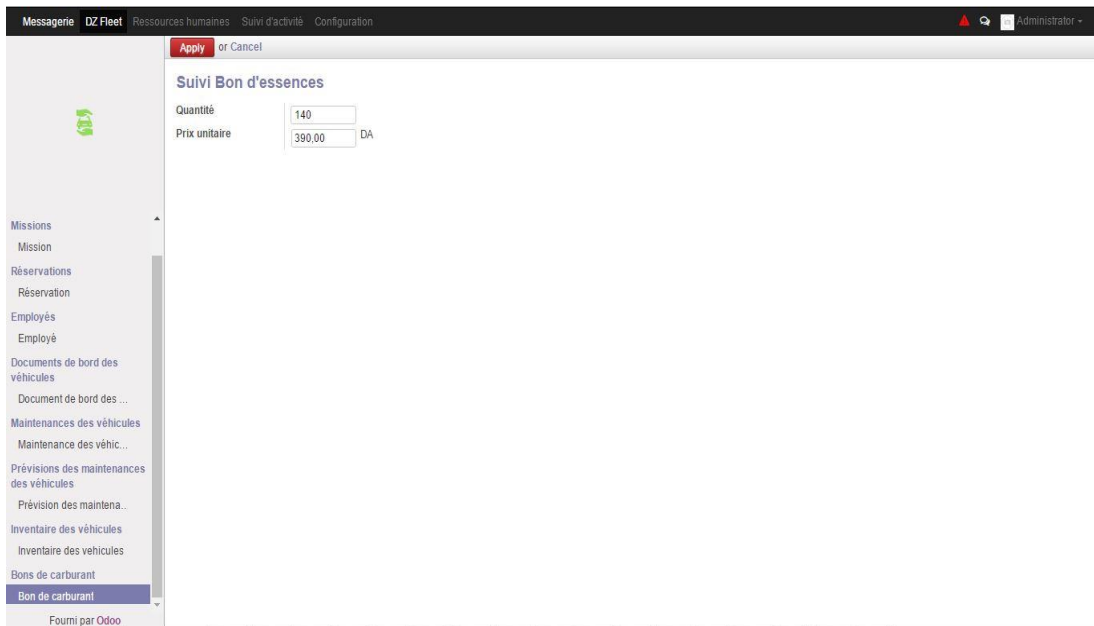 Messagerie DZ Fleet Ressources humaines Suivi d'activité Configuration Administrator
Apply or Cancel
Suivi Bon d'essences
Quantité 140
Prix unitaire 390,00 DA
Missions
Mission
Réservations
Réservation
Employés
Employé
Documents de bord des
véhicules
Document de bord des ...
Maintenances des véhicules
Maintenance des véhic...
Prévisions des maintenances
des véhicules
Prévision des maintena..
Inventaire des véhicules
Inventaire des vehicules
Bons de carburant
Bon de carburant
Fourni par Odoo